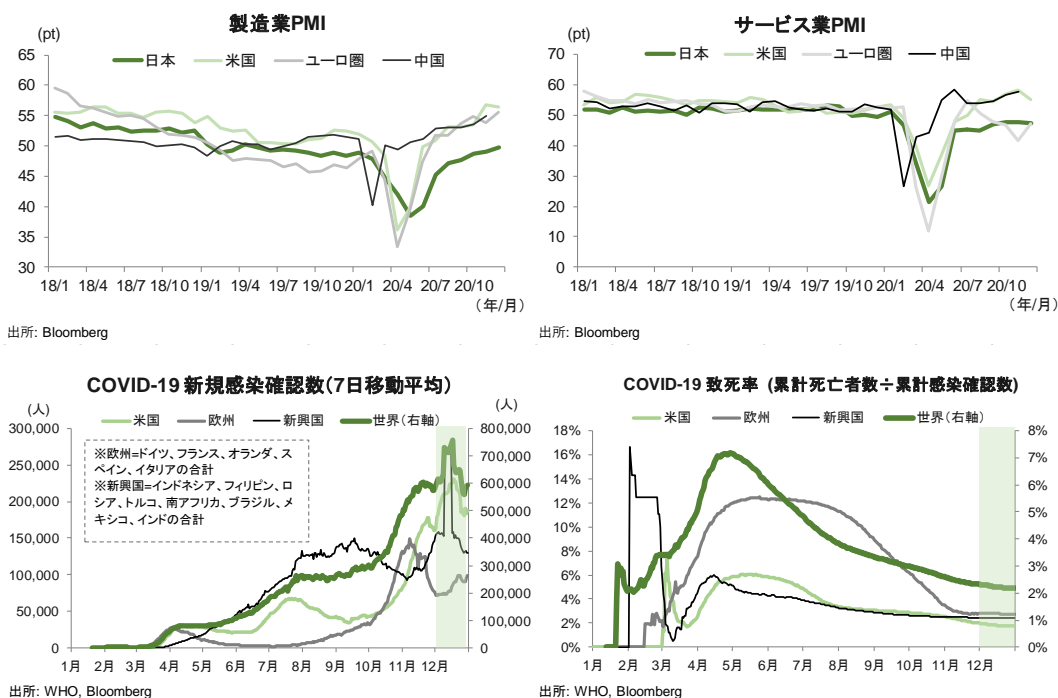 製造業PMI
(pt)
日本 米国 ユーロ圏 中国
65
60
55
50
45
40
35
30
18/1 18/4 18/7 18/10 19/1 19/4 19/7 19/10 20/1 20/4 20/7 20/10
(年/月)
出所: Bloomberg
サービス業PMI
(pt)
日本 米国 ユーロ圏 中国
70
60
50
40
30
20
10
0
18/1 18/4 18/7 18/10 19/1 19/4 19/7 19/10 20/1 20/4 20/7 20/10
(年/月)
出所: Bloomberg
COVID-19 新規感染確認数(7日移動平均)
(人) (人)
米国 欧州 新興国 世界(右軸)
※欧州=ドイツ、フランス、オランダ、ス
ペイン、イタリアの合計
※新興国=インドネシア、フィリピン、ロ
シア、トルコ、南アフリカ、ブラジル、メ
キシコ、インドの合計
300,000 800,000
250,000 700,000
200,000 600,000
150,000 500,000
100,000 400,000
50,000 300,000
0 200,000
100,000
0
1月 2月 3月 4月 5月 6月 7月 8月 9月 10月 11月 12月
出所: WHO, Bloomberg
COVID-19 致死率 (累計死亡者数÷累計感染確認数)
米国 欧州 新興国 世界(右軸)
18% 8%
16% 7%
14% 6%
12% 5%
10% 4%
8% 3%
6% 2%
4% 1%
2% 0%
0%
1月 2月 3月 4月 5月 6月 7月 8月 9月 10月 11月 12月
出所: WHO, Bloomberg